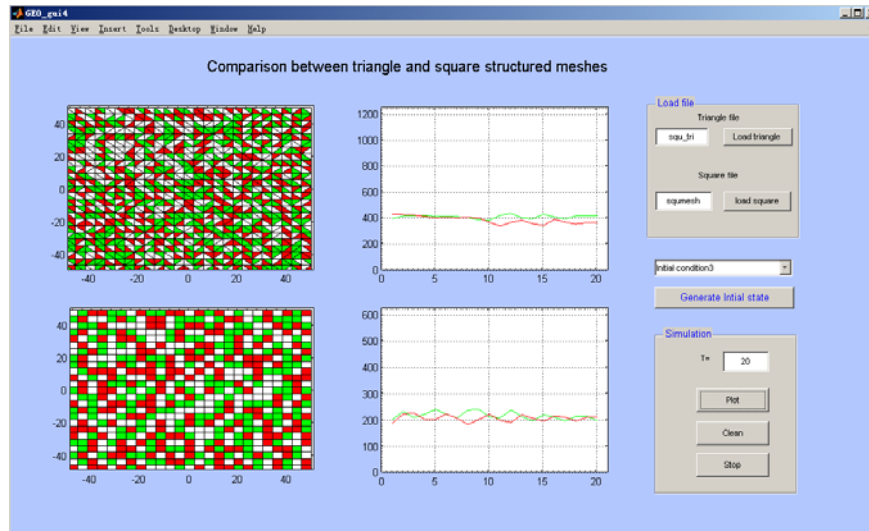 GEO_gui4
File Edit View Insert Tools Desktop Window Help
Comparison between triangle and square structured meshes
40
20
0
-20
-40
-40 -20 0 20 40
1200
1000
800
600
400
200
0
0 5 10 15 20
Load file
Triangle file
squ_tri Load triangle
Square file
squmesh load square
Initial condition3
Generate Intial state
40
20
0
-20
-40
-40 -20 0 20 40
600
500
400
300
200
100
0
0 5 10 15 20
Simulation
T= 20
Plot
Clean
Stop